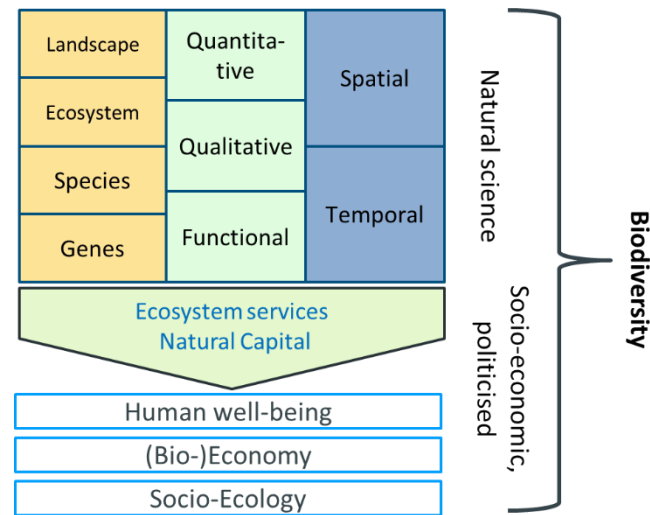 Landscape
Ecosystem
Species
Genes
Quantita-
tive
Qualitative
Functional
Spatial
Temporal
Ecosystem services
Natural Capital
Human well-being
(Bio-)Economy
Socio-Ecology
Natural science
Socio-economic,
politicised
Biodiversity